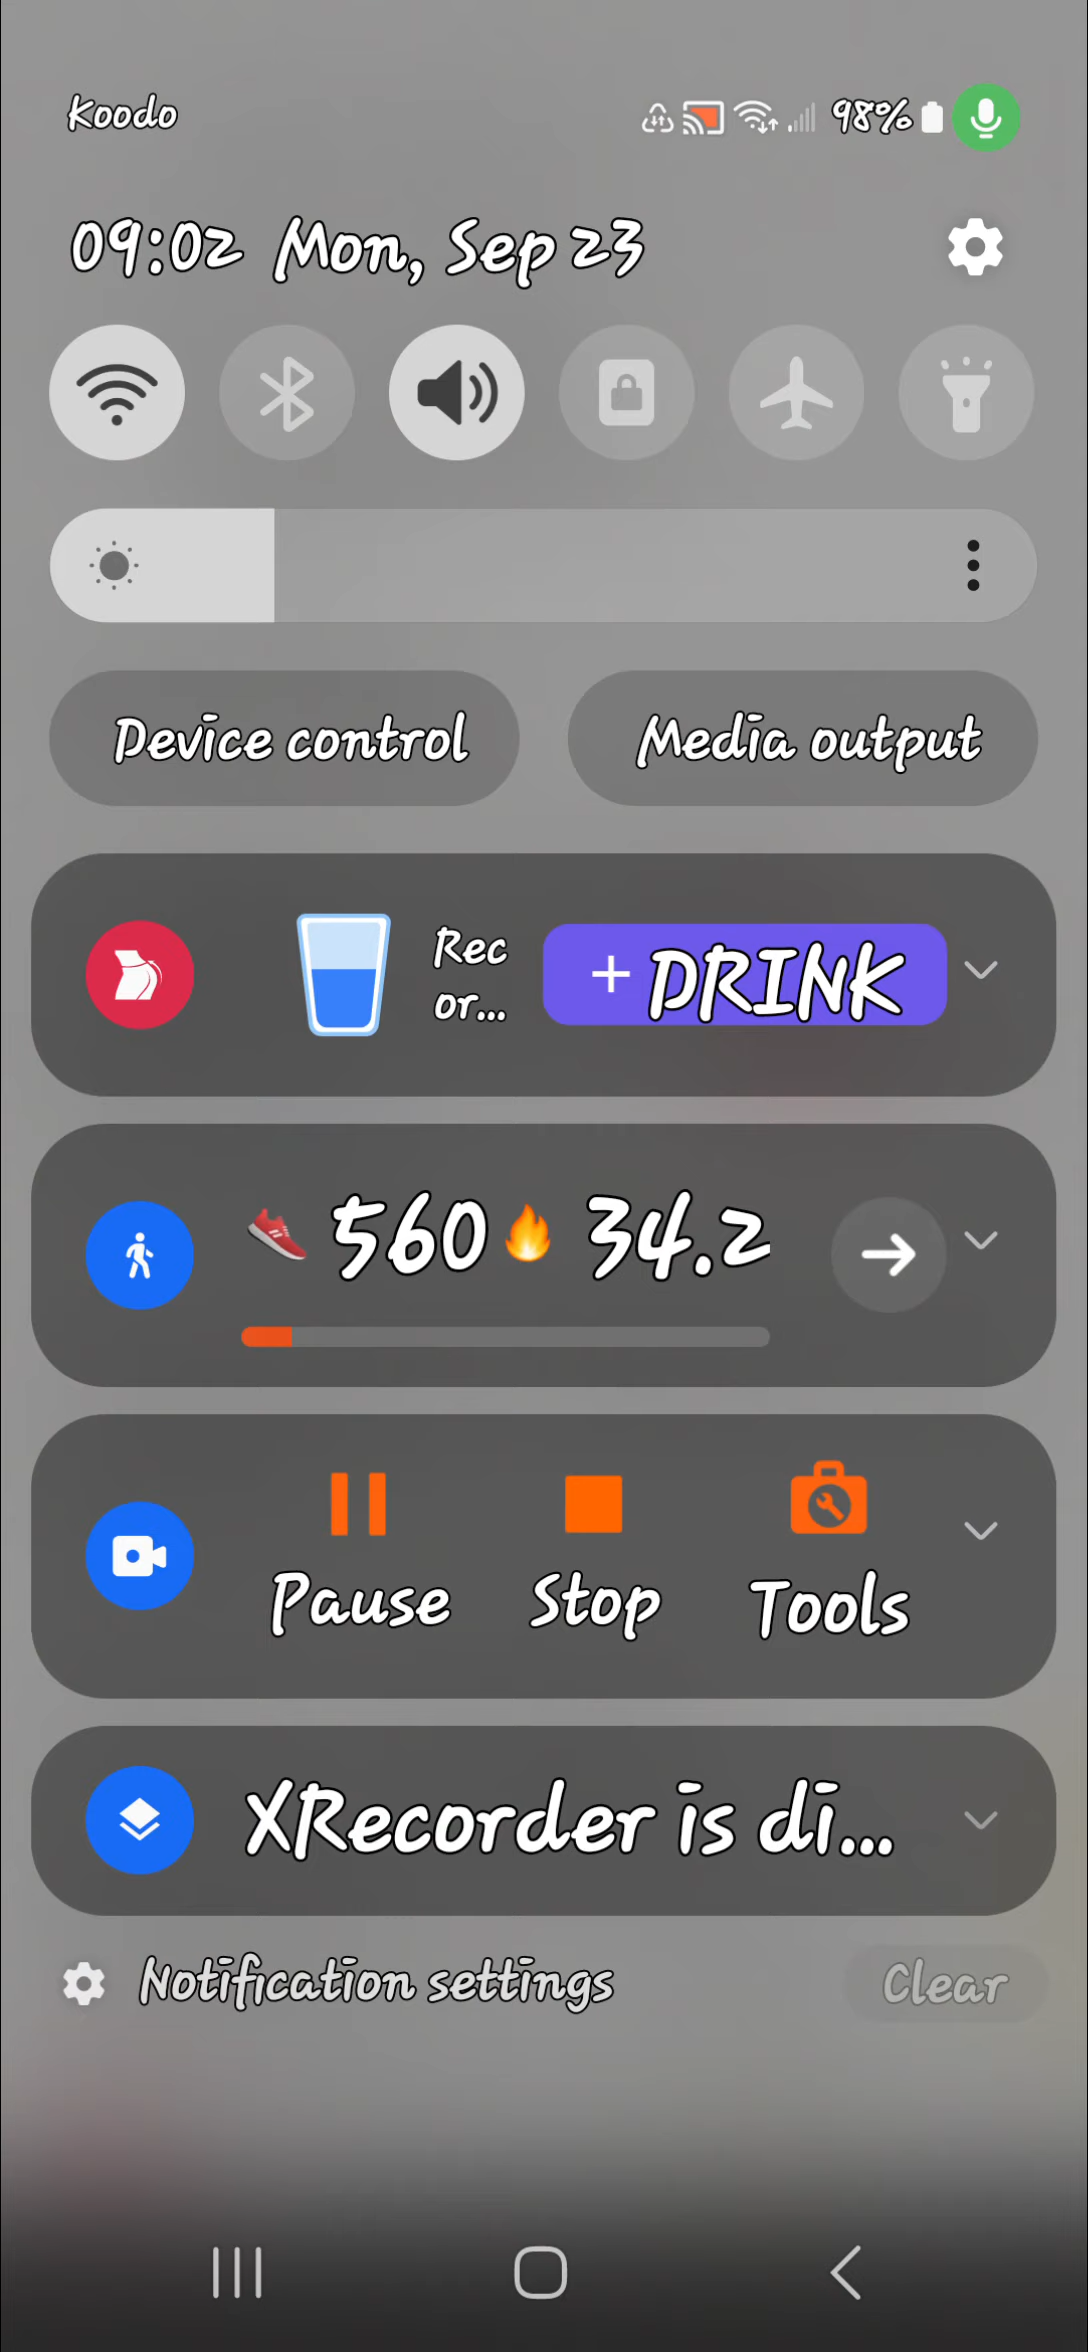 Koodo 98%
09:02 Mon, Sep 23
Device control Media output
Rec
or...
+ DRINK
560 34.2
Pause Stop Tools
XRecorder is di...
Notification settings Clear